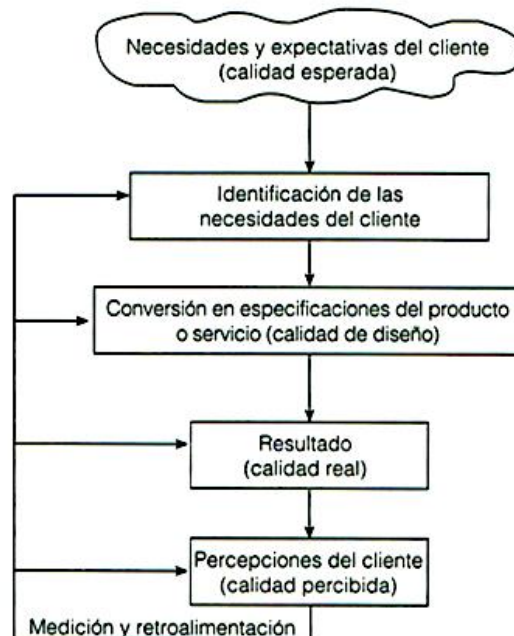 Necesidades y expectativas del cliente
(calidad esperada)
Identificación de las
necesidades del cliente
Conversión en especificaciones del producto
o servicio (calidad de diseño)
Resultado
(calidad real)
Percepciones del cliente
(calidad percibida)
Medición y retroalimentación